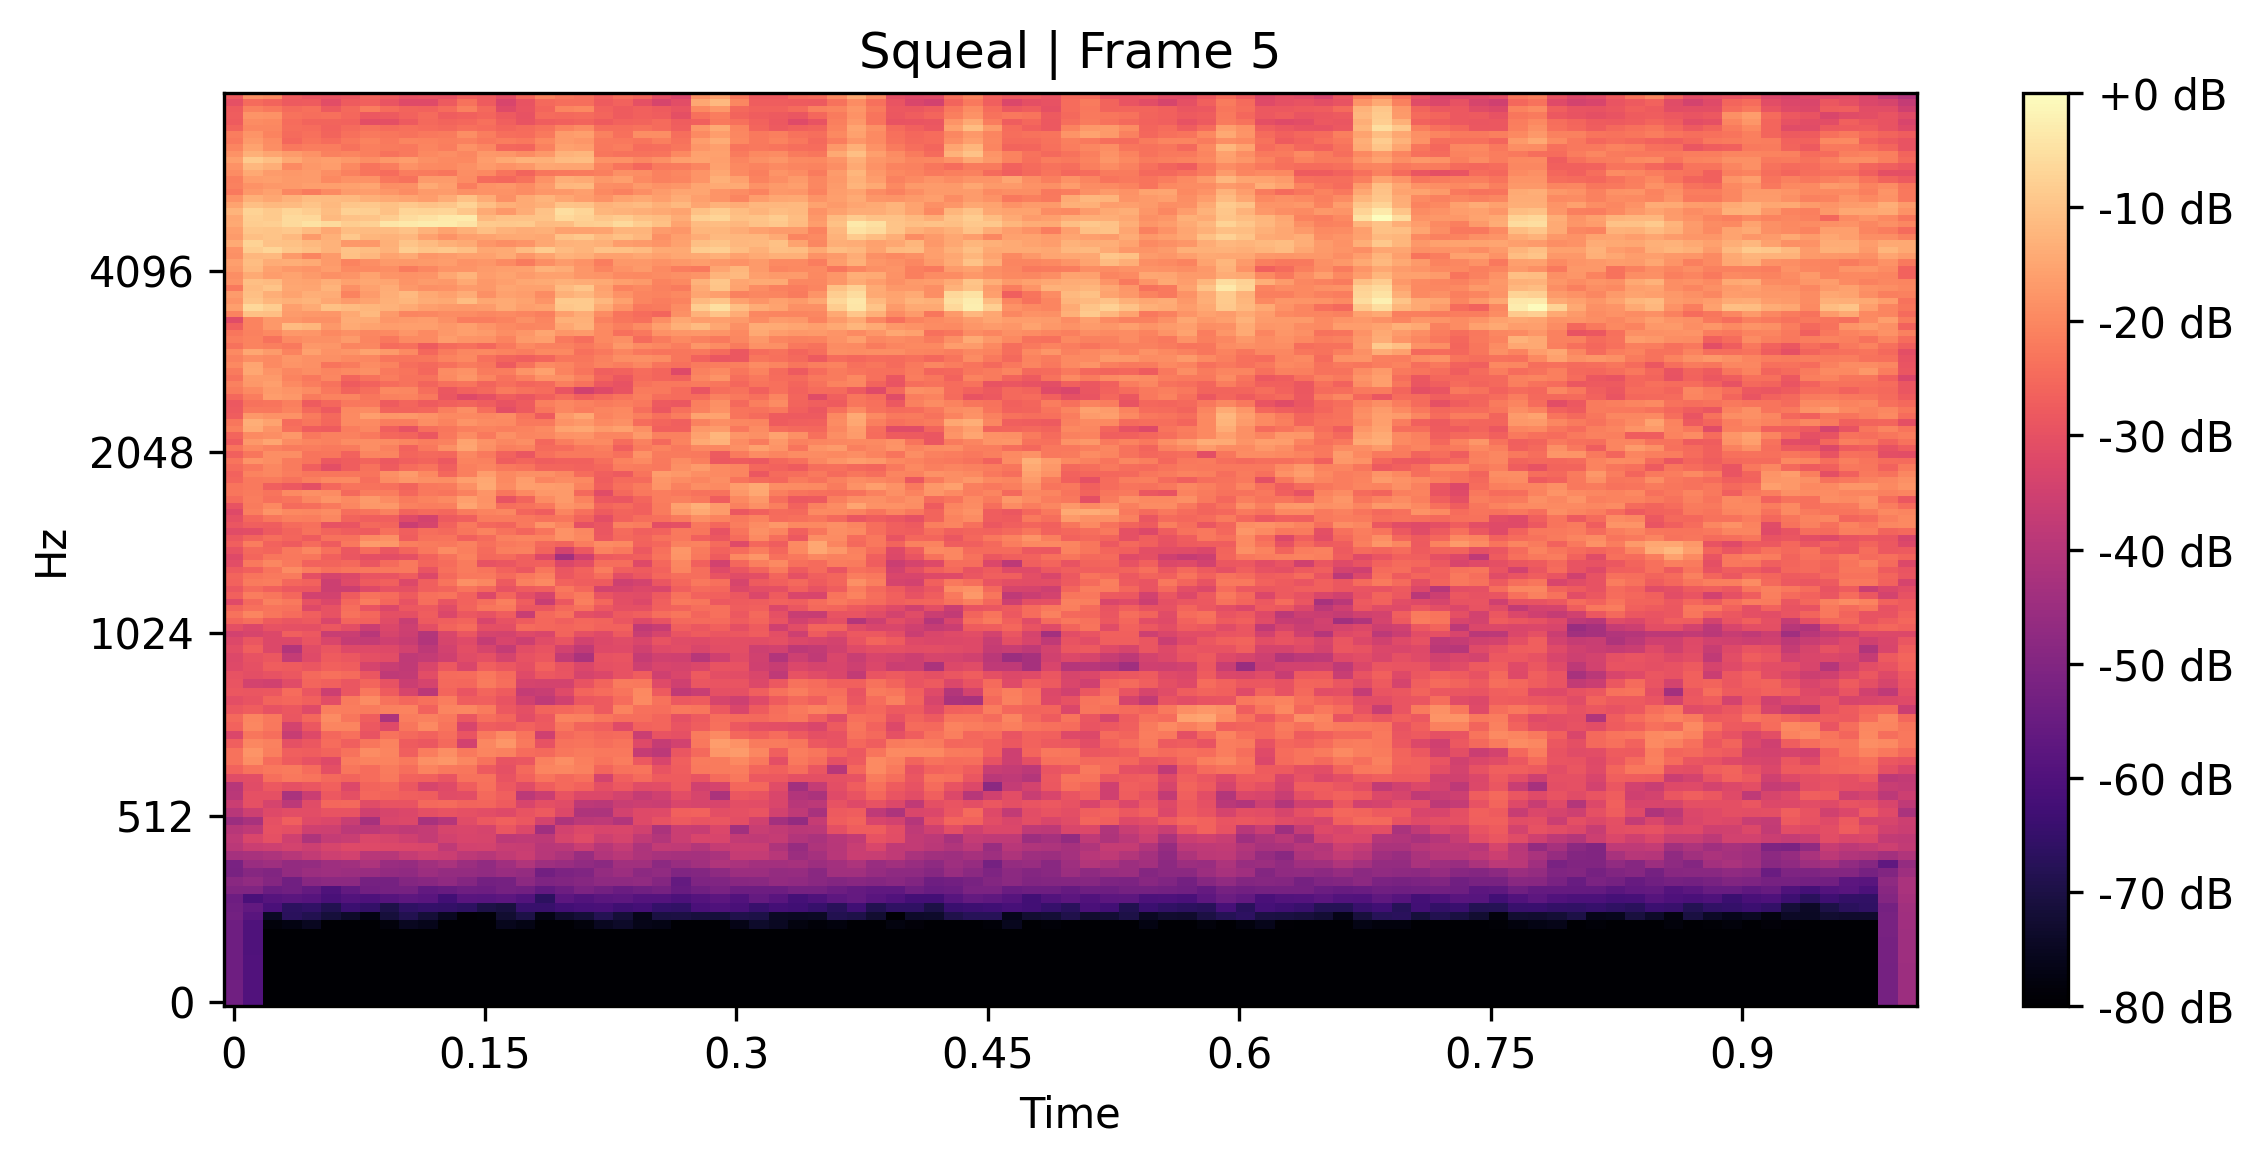 Squeal | Frame 5
+0 dB
-10 dB
-20 dB
-30 dB
-40 dB
-50 dB
-60 dB
-70 dB
-80 dB
Hz
4096
2048
1024
512
0
0 0.15 0.3 0.45 0.6 0.75 0.9
Time